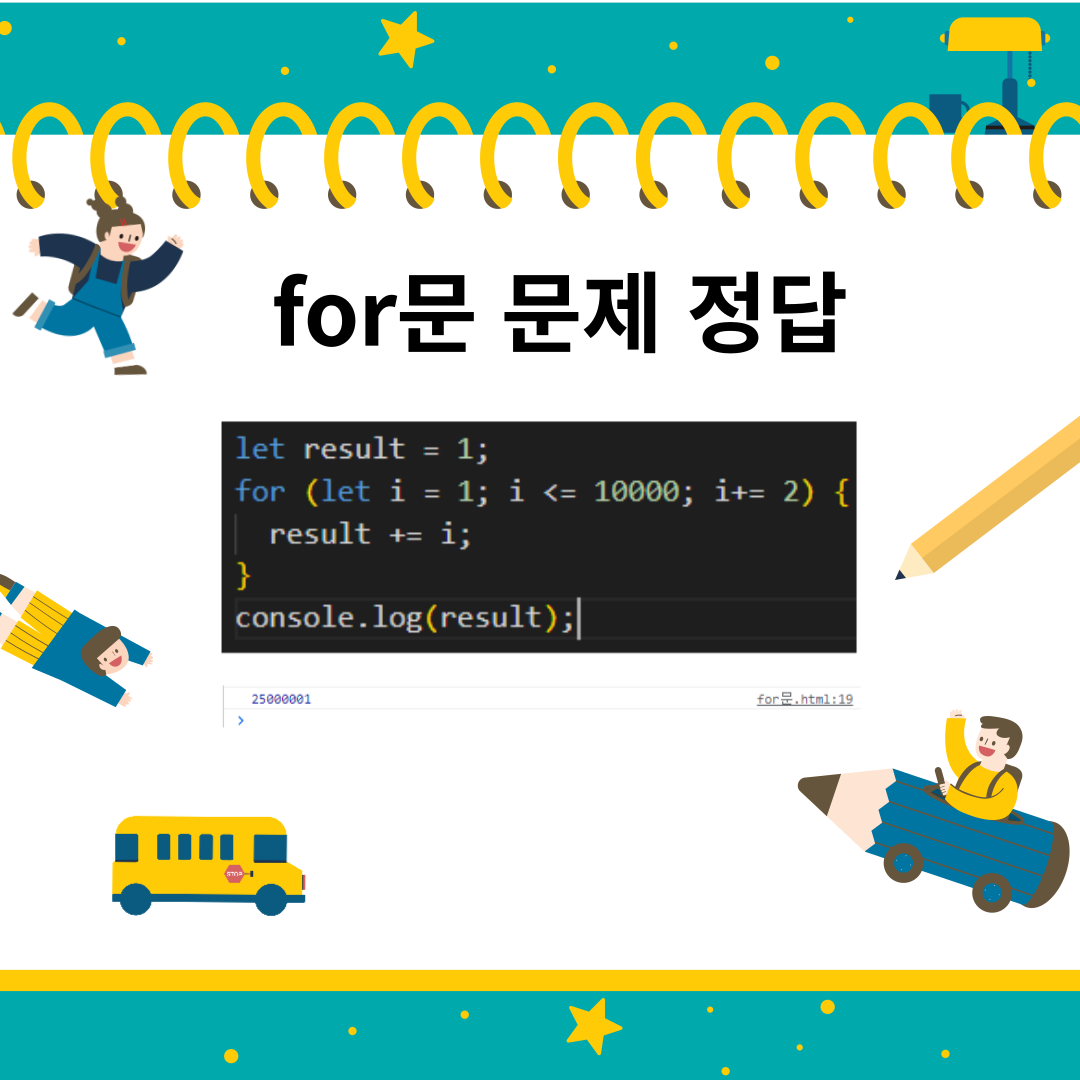 for문 문제 정답
let result = 1;
for (let i = 1; i <= 10000; i+= 2) {
  result += i;
}
console.log(result);
25000001 for문.html:19
>
STOP